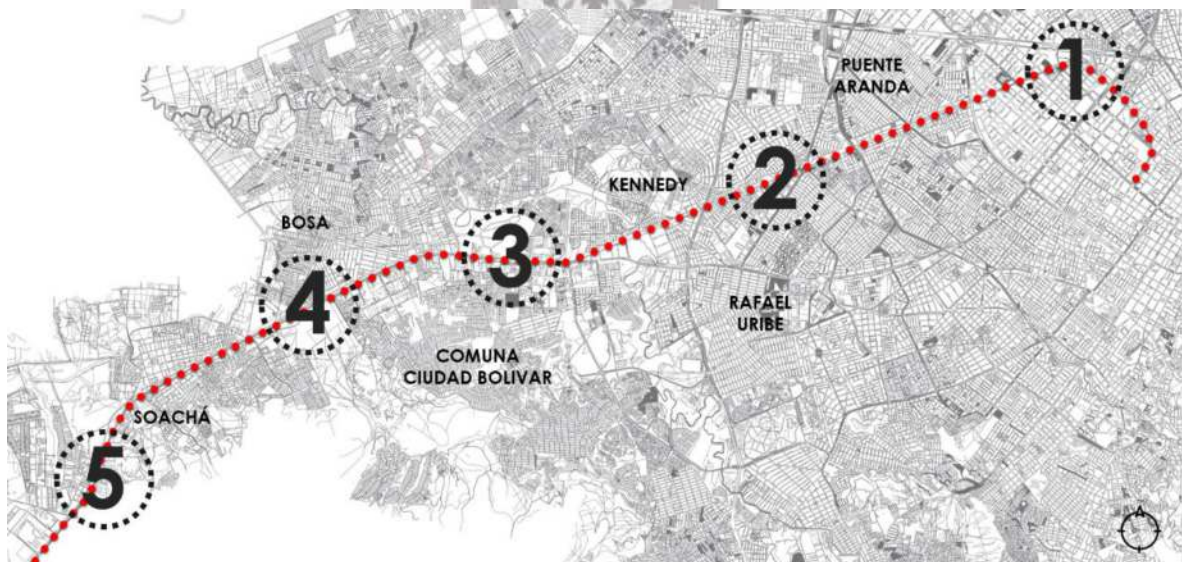 1
PUENTE
ARANDA
2
KENNEDY
3
BOSA
4
RAFAEL
URIBE
COMUNA
CIUDAD BOLIVAR
SOACHÁ
5
A